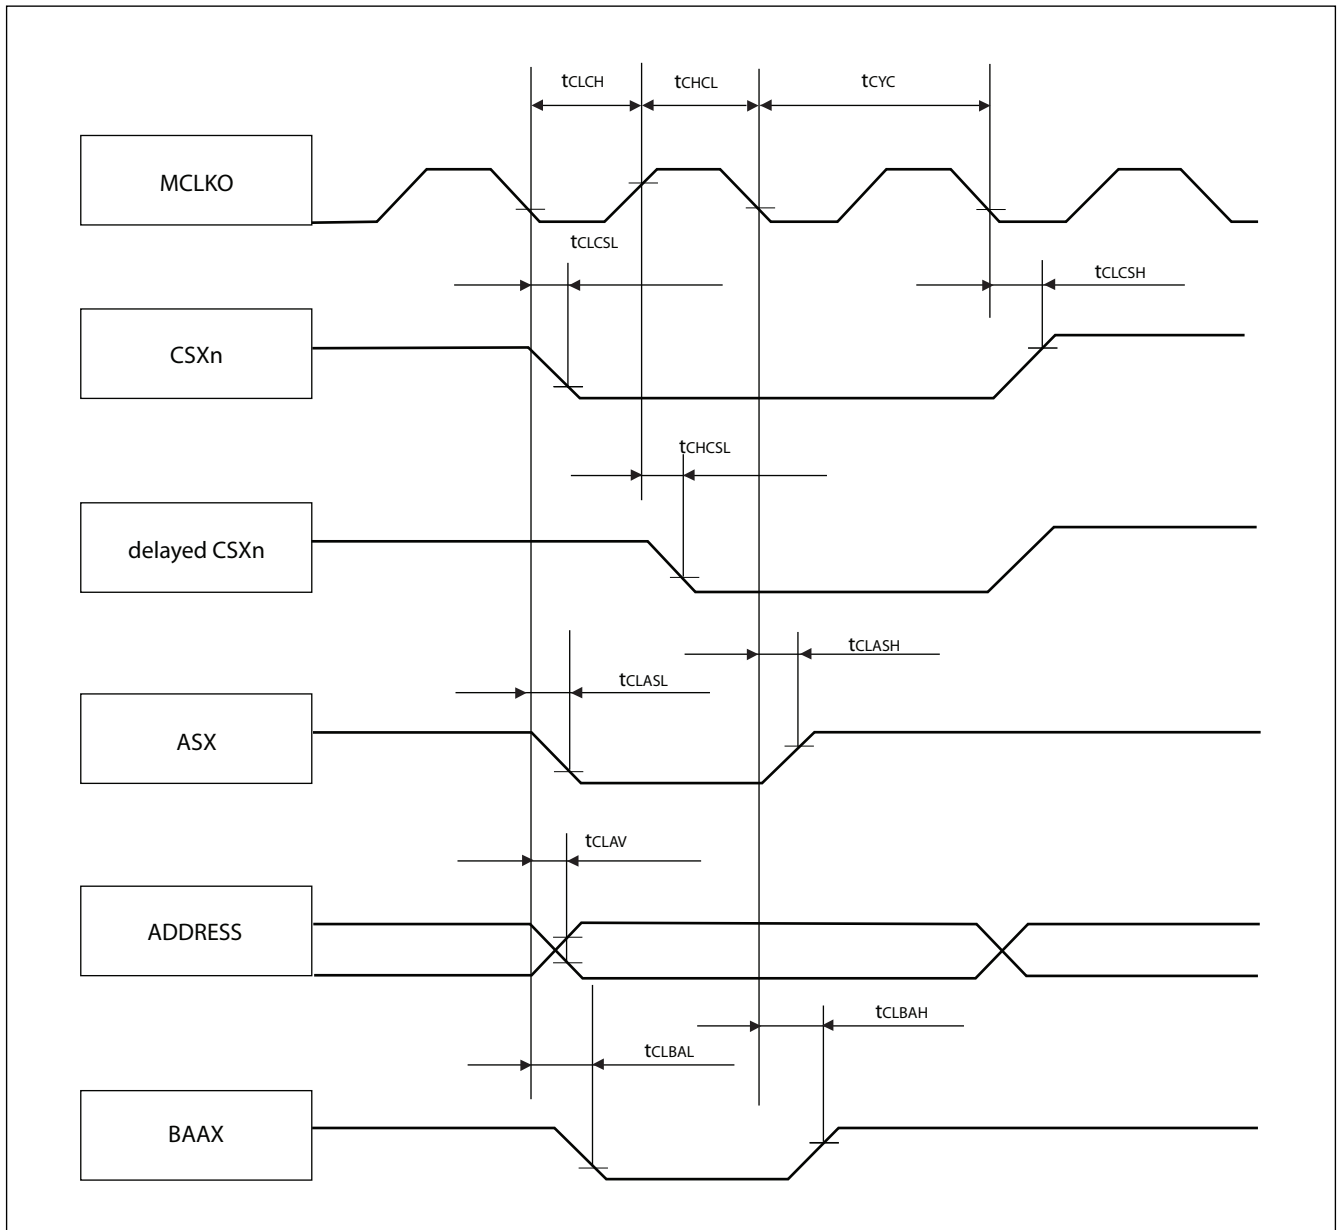 tCLCH
tCHCL
tCYC
MCLKO
tCLCSL
tCLCSH
CSXn
tCHCSL
delayed CSXn
tCLASH
tCLASL
ASX
tCLAV
ADDRESS
tCLBAH
tCLBAL
BAAX